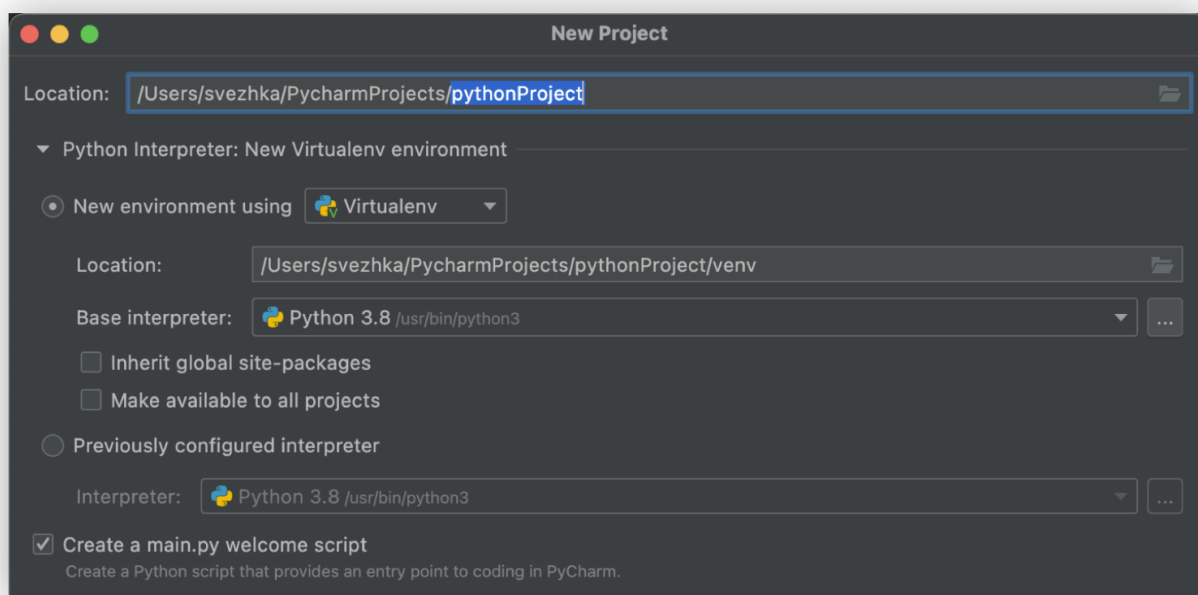 New Project
Location: /Users/svezhka/PycharmProjects/pythonProject
Python Interpreter: New Virtualenv environment
New environment using Virtualenv
Location: /Users/svezhka/PycharmProjects/pythonProject/venv
Base interpreter: Python 3.8 /usr/bin/python3 ...
Inherit global site-packages
Make available to all projects
Previously configured interpreter
Interpreter: Python 3.8 /usr/bin/python3 ...
Create a main.py welcome script
Create a Python script that provides an entry point to coding in PyCharm.